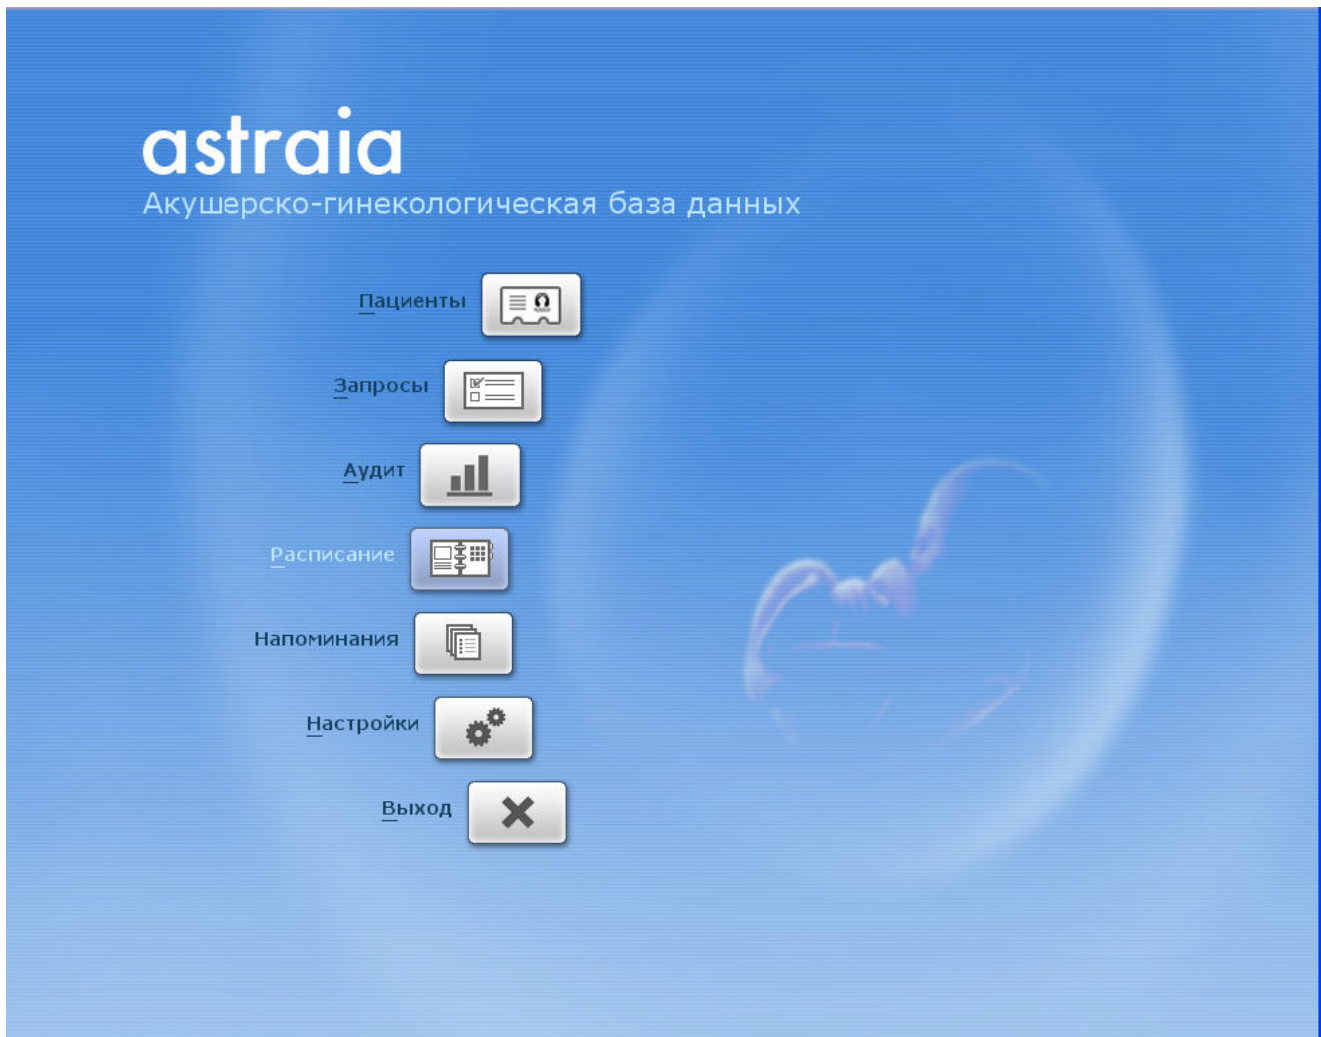 astraia
Акушерско-гинекологическая база данных
Пациенты
Запросы
Аудит
Расписание
Напоминания
Настройки
Выход